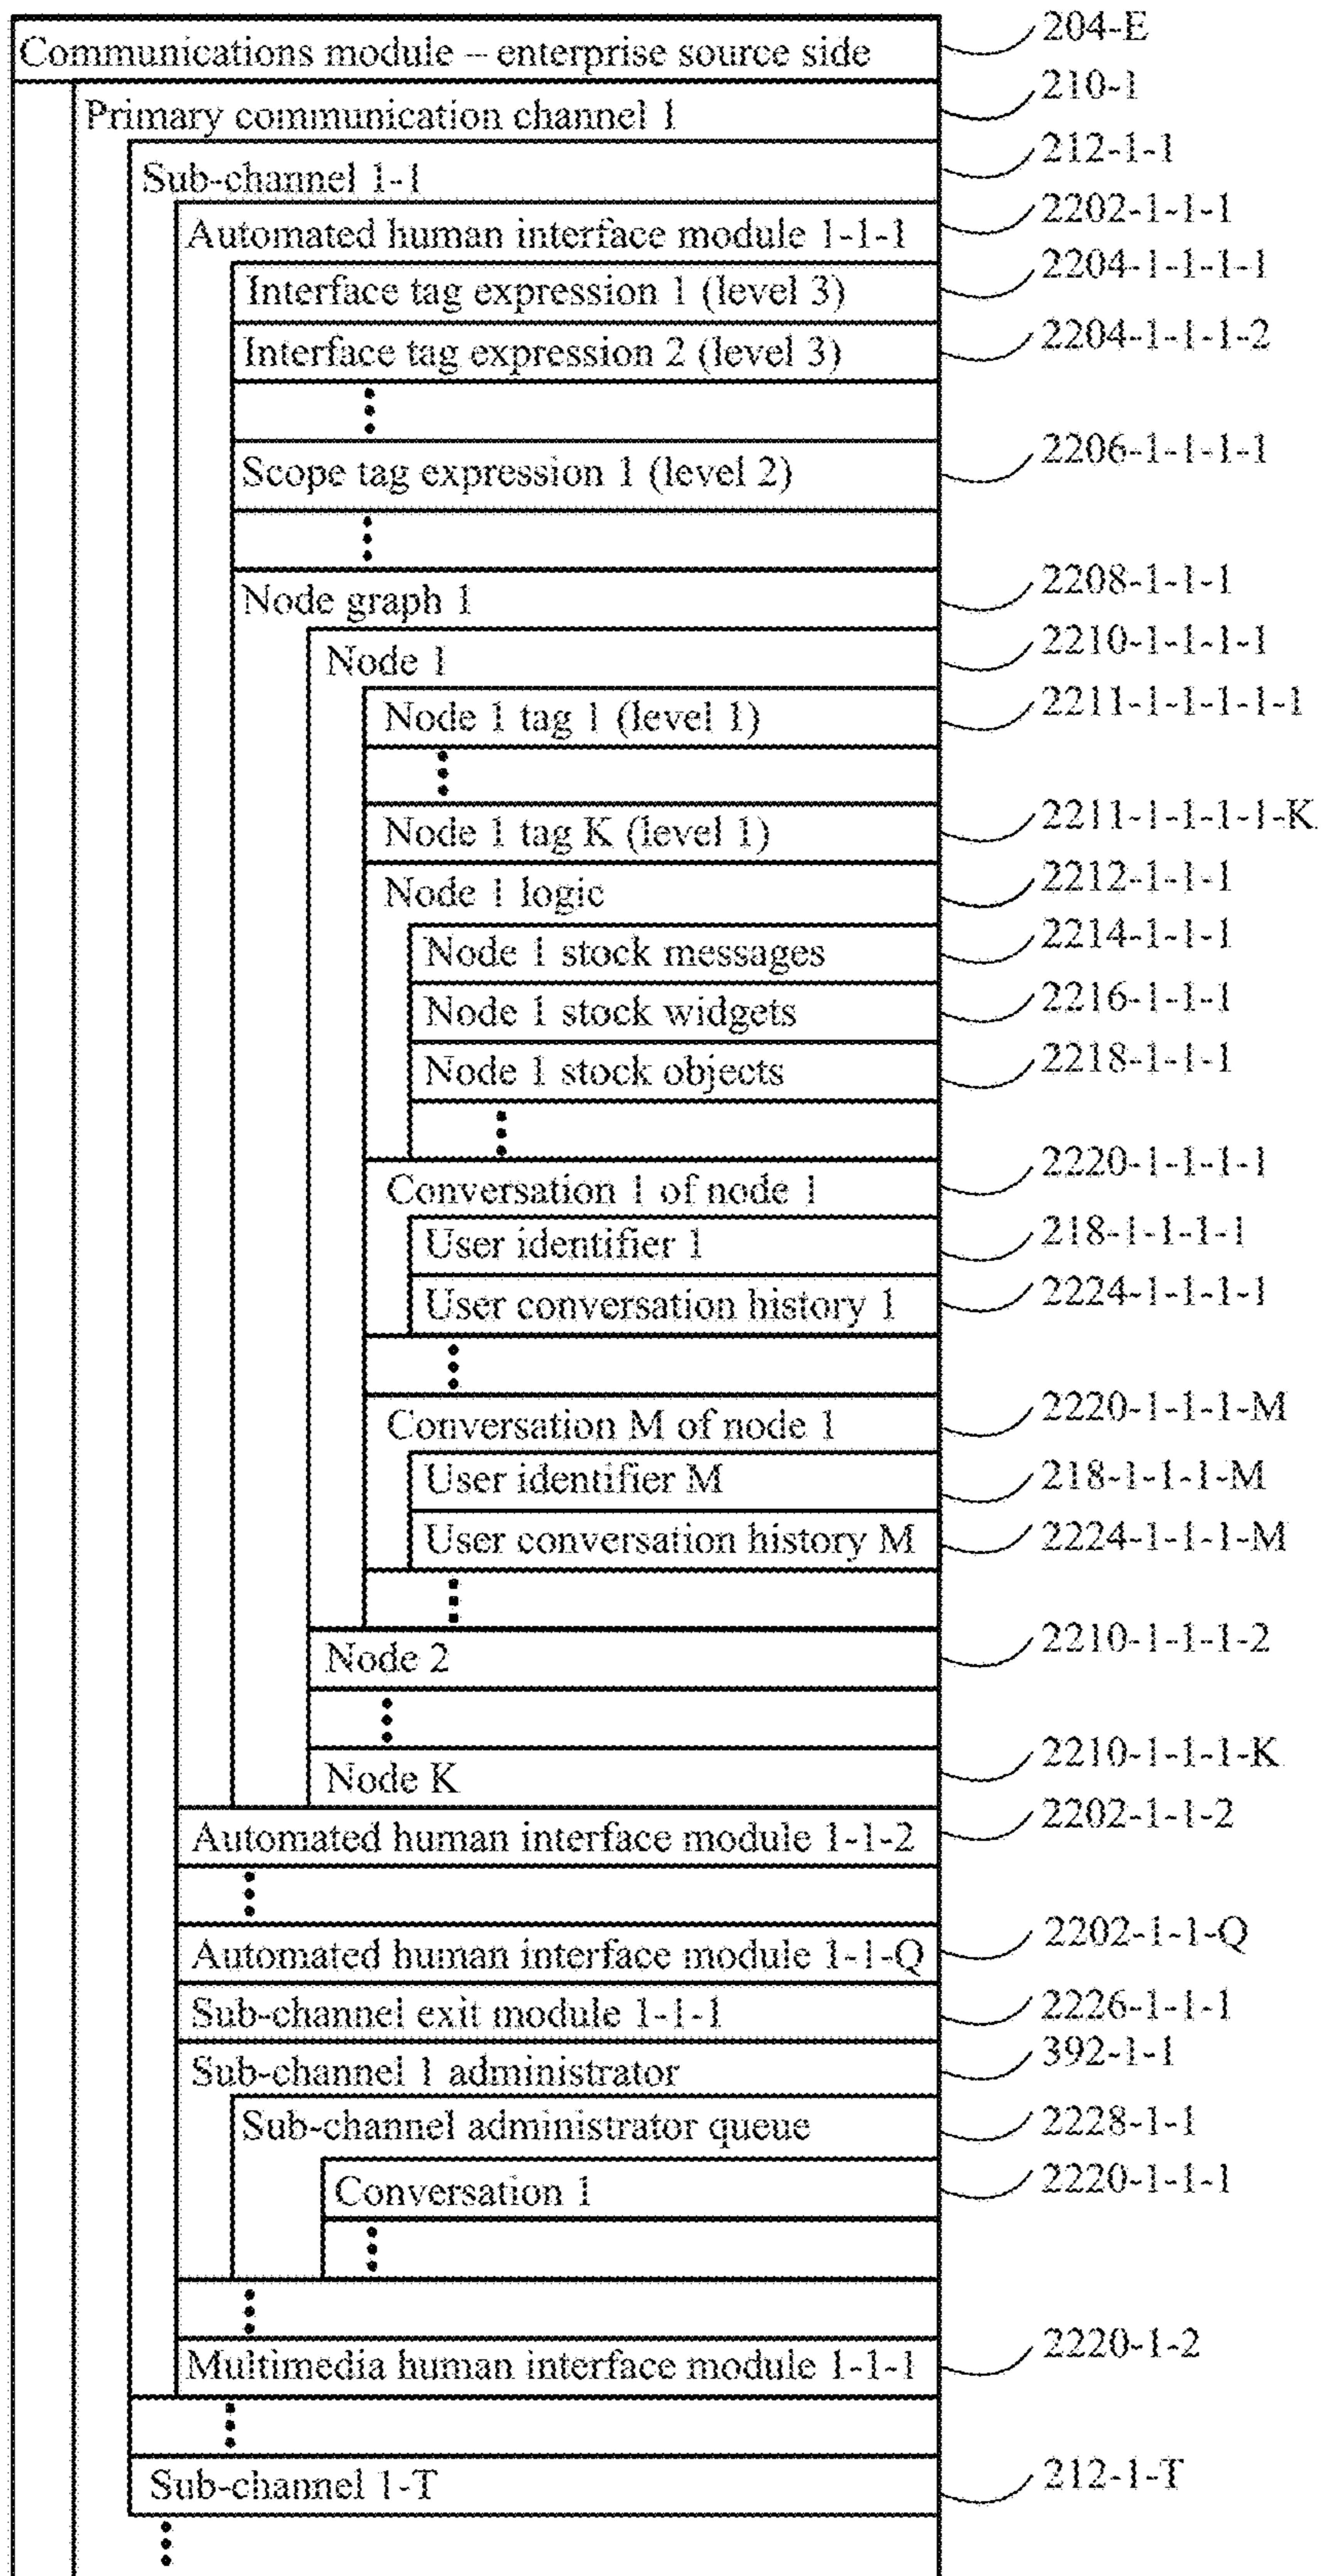 Communications module – enterprise source side 204-E
Primary communication channel 1 210-1
Sub-channel 1-1 212-1-1
Automated human interface module 1-1-1 2202-1-1-1
Interface tag expression 1 (level 3) 2204-1-1-1-1
Interface tag expression 2 (level 3) 2204-1-1-1-2
Scope tag expression 1 (level 2) 2206-1-1-1-1
Node graph 1 2208-1-1-1
Node 1 2210-1-1-1-1
Node 1 tag 1 (level 1) 2211-1-1-1-1-1
Node 1 tag K (level 1) 2211-1-1-1-1-K
Node 1 logic 2212-1-1-1
Node 1 stock messages 2214-1-1-1
Node 1 stock widgets 2216-1-1-1
Node 1 stock objects 2218-1-1-1
Conversation 1 of node 1 2220-1-1-1-1
User identifier 1 218-1-1-1-1
User conversation history 1 2224-1-1-1-1
Conversation M of node 1 2220-1-1-1-M
User identifier M 218-1-1-1-M
User conversation history M 2224-1-1-1-M
Node 2 2210-1-1-1-2
Node K 2210-1-1-1-K
Automated human interface module 1-1-2 2202-1-1-2
Automated human interface module 1-1-Q 2202-1-1-Q
Sub-channel exit module 1-1-1 2226-1-1-1
Sub-channel 1 administrator 392-1-1
Sub-channel administrator queue 2228-1-1
Conversation 1 2220-1-1-1
Multimedia human interface module 1-1-1 2220-1-2
Sub-channel 1-T 212-1-T